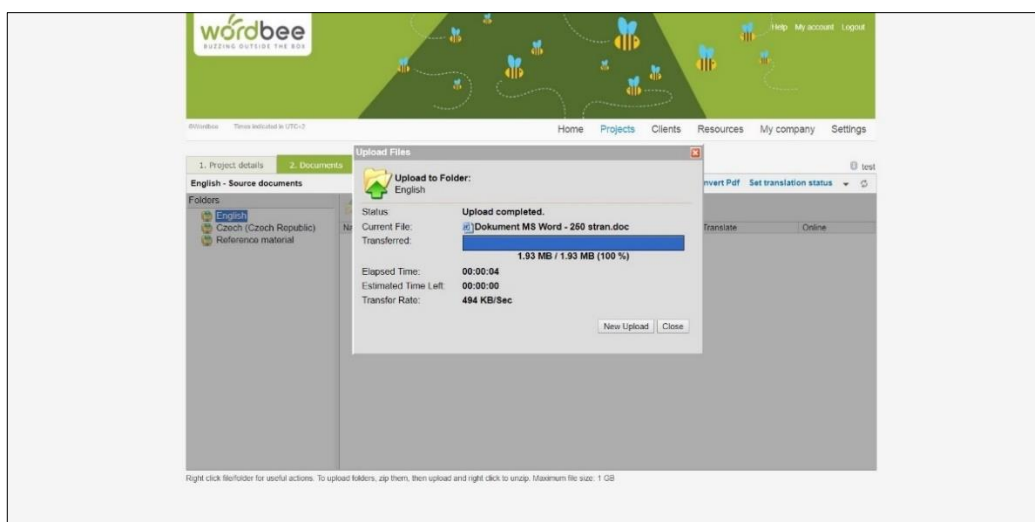 wordbee
BUZZING OUTSIDE THE BOX
Help My account Logout
©Wordbee Times indicated in UTC+2
Home Projects Clients Resources My company Settings
Upload Files
1. Project details 2. Documents
test
English - Source documents
nvert Pdf Set translation status
Upload to Folder:
English
Folders
English
Czech (Czech Republic)
Reference material
Translate Online
Status Upload completed.
Current File: Dokument MS Word - 250 stran.doc
Transferred:
1.93 MB / 1.93 MB (100 %)
Elapsed Time: 00:00:04
Estimated Time Left: 00:00:00
Transfer Rate: 494 KB/Sec
New Upload Close
Right click file/folder for useful actions. To upload folders, zip them, then upload and right click to unzip. Maximum file size: 1 GB